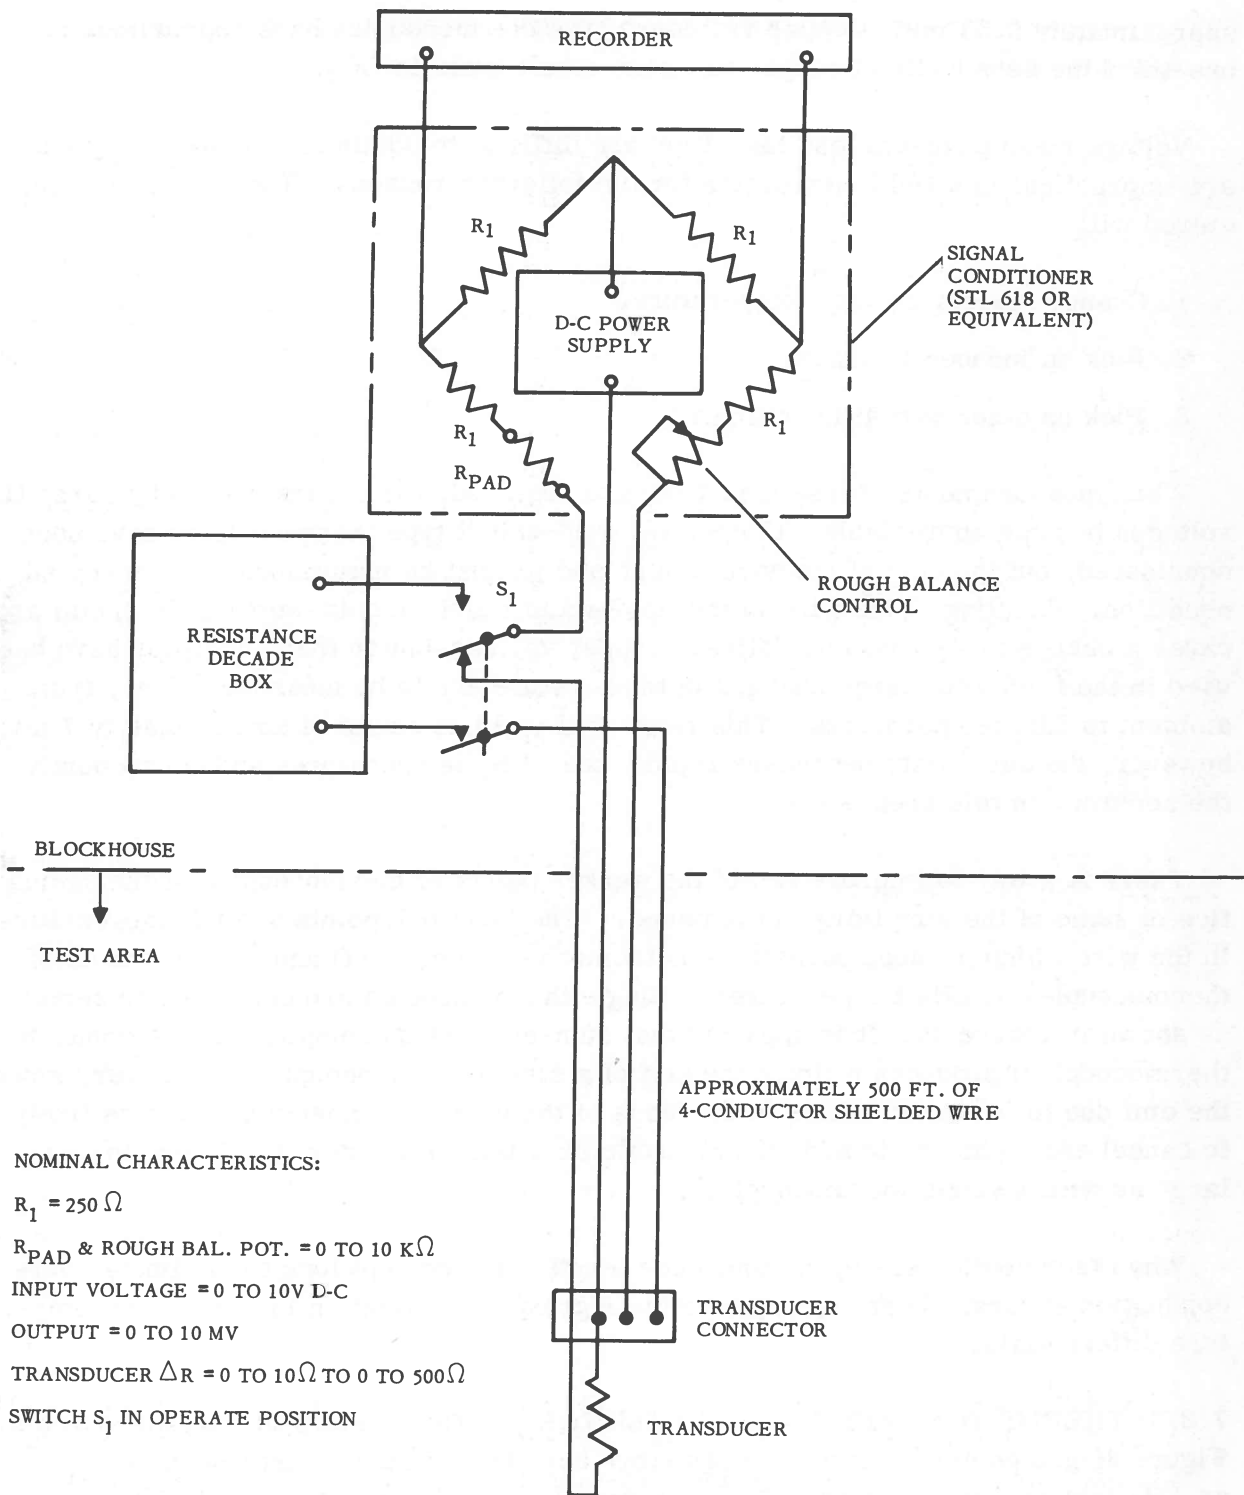 RECORDER
R1
R1
SIGNAL
CONDITIONER
(STL 618 OR
EQUIVALENT)
D-C POWER
SUPPLY
R1
R1
RPAD
ROUGH BALANCE
CONTROL
S1
RESISTANCE
DECADE
BOX
BLOCKHOUSE
TEST AREA
APPROXIMATELY 500 FT. OF
4-CONDUCTOR SHIELDED WIRE
NOMINAL CHARACTERISTICS:
R1 = 250 Ω
RPAD & ROUGH BAL. POT. = 0 TO 10 KΩ
INPUT VOLTAGE = 0 TO 10V D-C
OUTPUT = 0 TO 10 MV
TRANSDUCER ΔR = 0 TO 10Ω TO 0 TO 500Ω
SWITCH S1 IN OPERATE POSITION
TRANSDUCER
CONNECTOR
TRANSDUCER